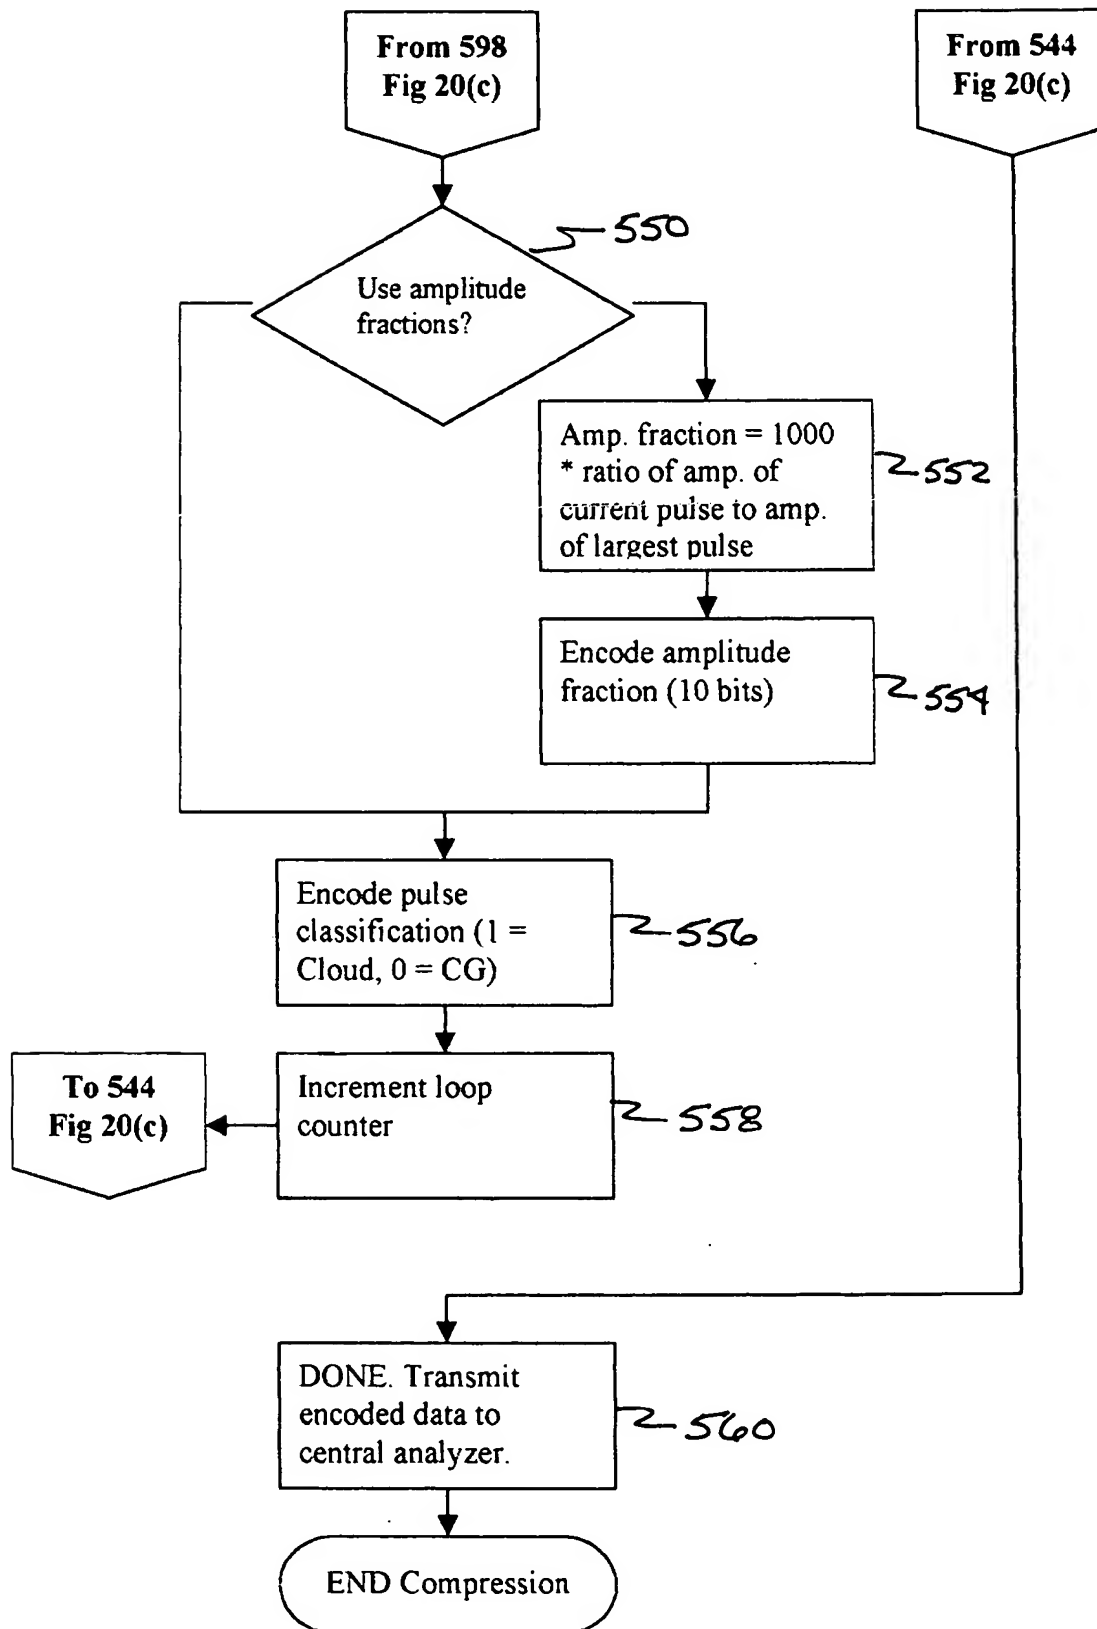 From 598
Fig 20(c)
From 544
Fig 20(c)
550
Use amplitude
fractions?
Amp. fraction = 1000
* ratio of amp. of
current pulse to amp.
of largest pulse
552
Encode amplitude
fraction (10 bits)
554
Encode pulse
classification (1 =
Cloud, 0 = CG)
556
To 544
Fig 20(c)
Increment loop
counter
558
DONE. Transmit
encoded data to
central analyzer.
560
END Compression